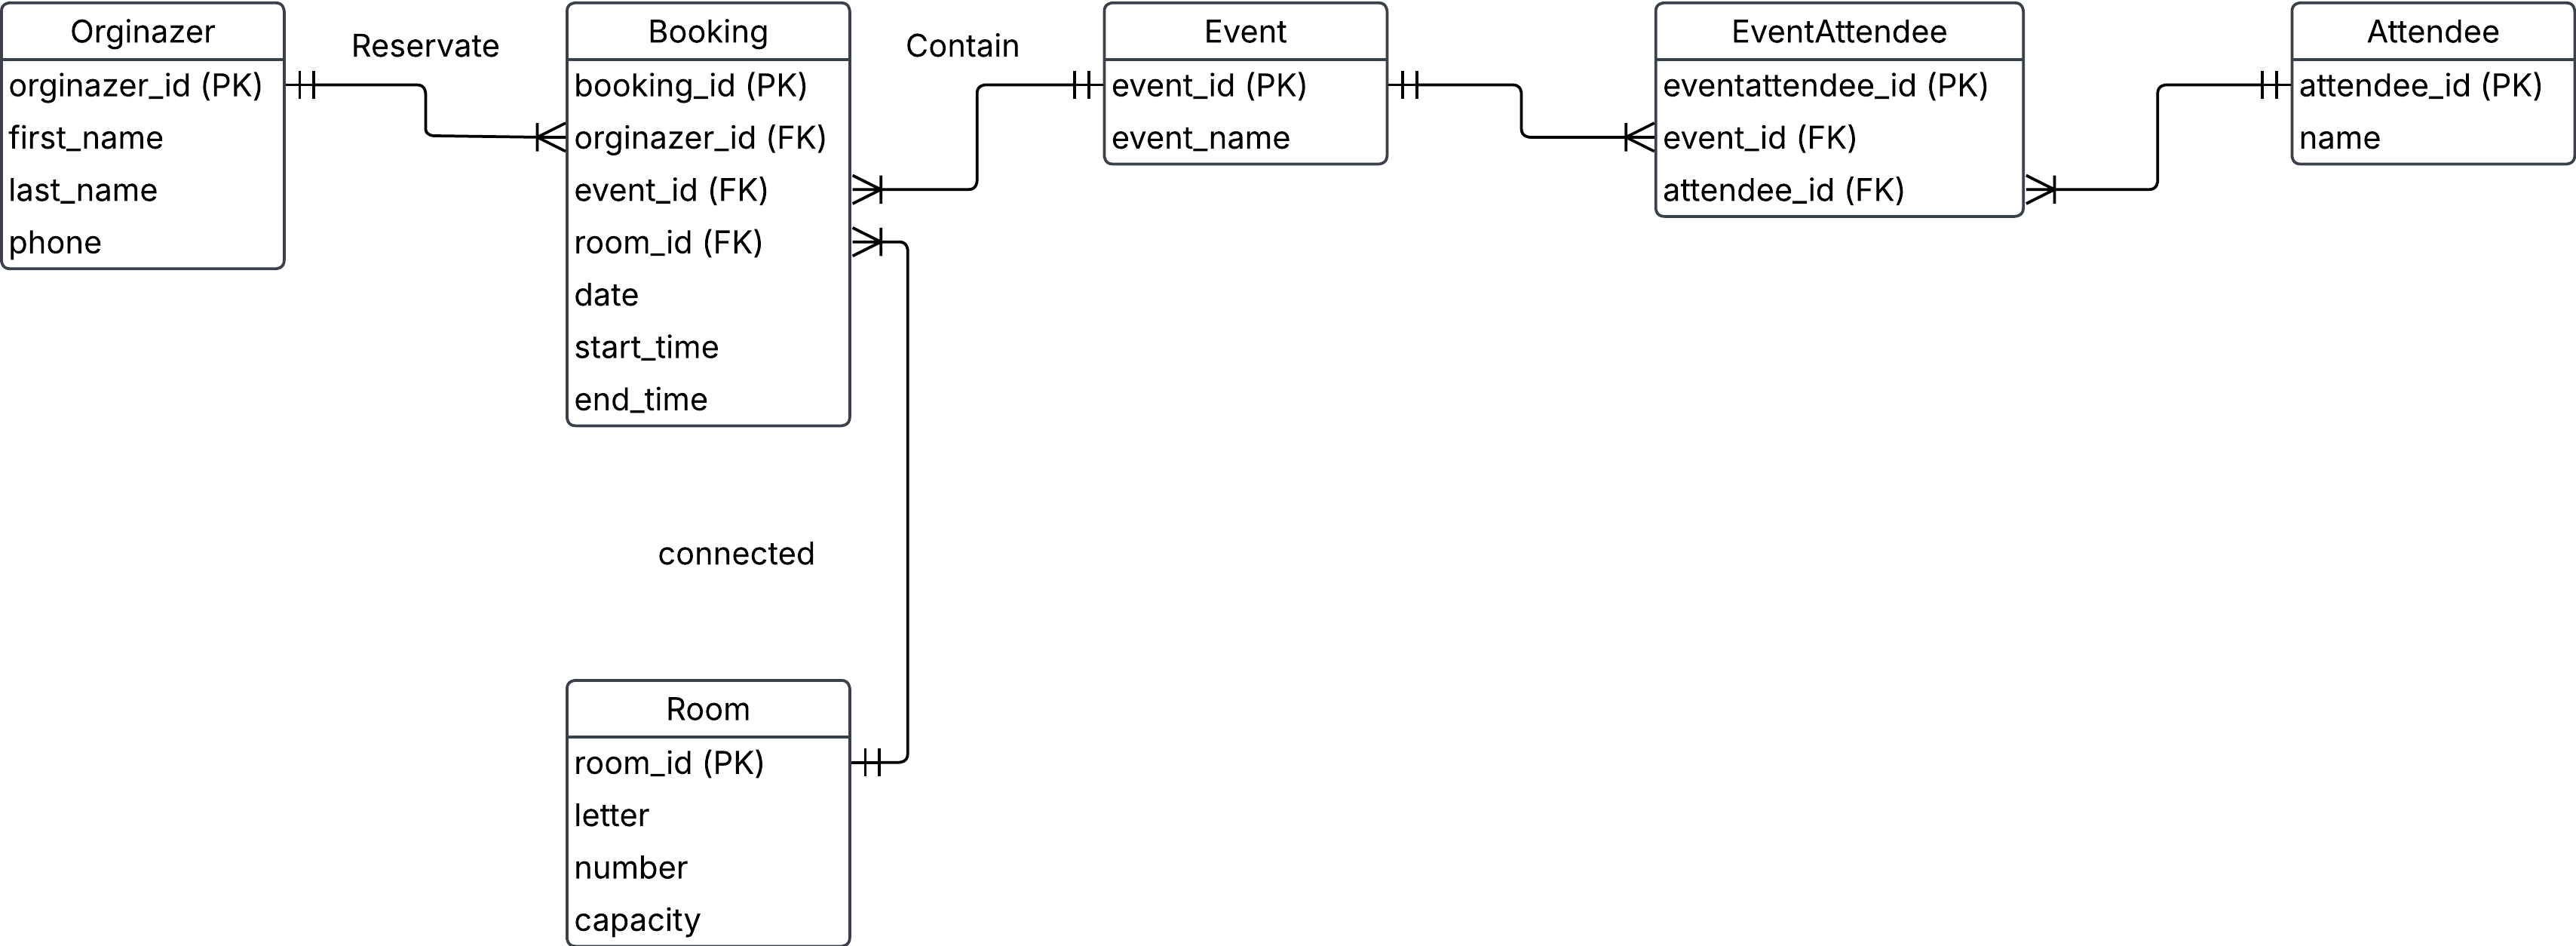 Orginazer
orginazer_id (PK)
first_name
last_name
phone
Reservate
Booking
booking_id (PK)
orginazer_id (FK)
event_id (FK)
room_id (FK)
date
start_time
end_time
Contain
Event
event_id (PK)
event_name
EventAttendee
eventattendee_id (PK)
event_id (FK)
attendee_id (FK)
Attendee
attendee_id (PK)
name
connected
Room
room_id (PK)
letter
number
capacity